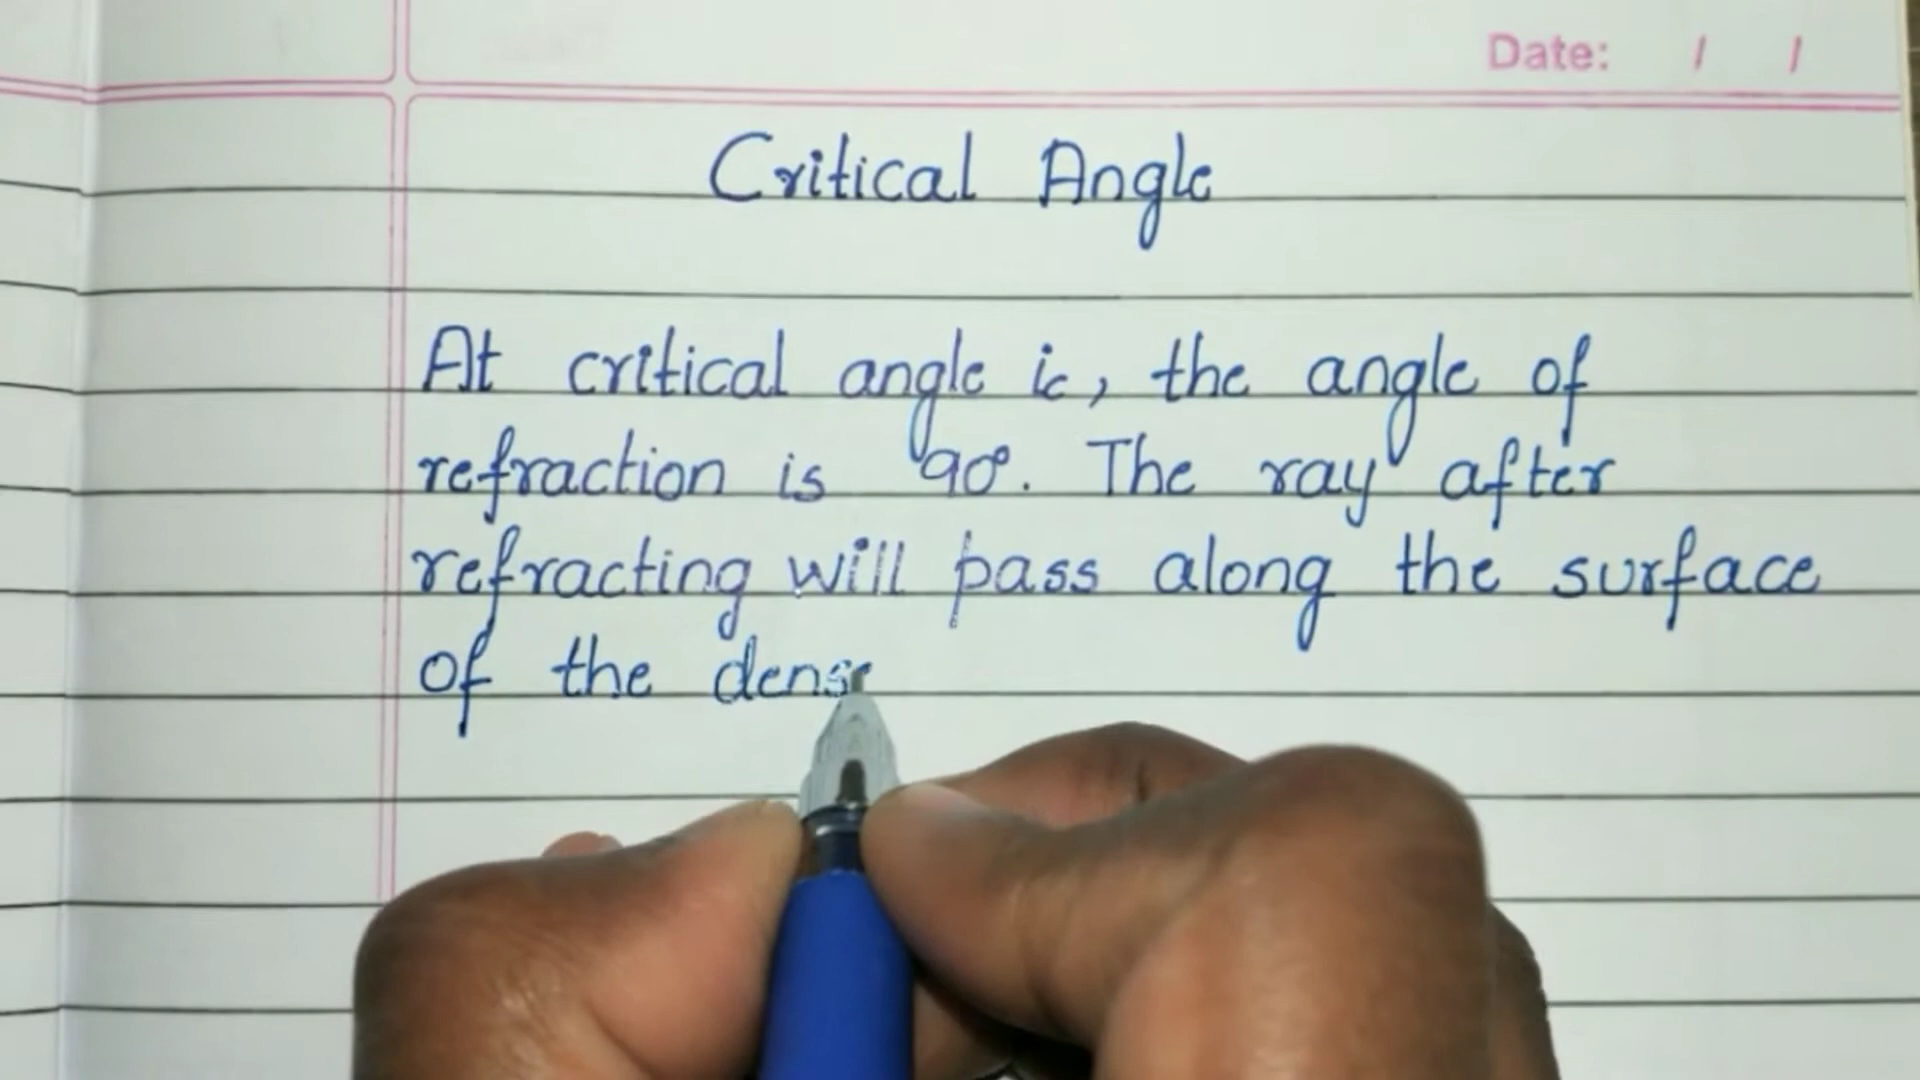 Date: / /
Critical Angle
At critical angle ic, the angle of
refraction is 90°. The ray after
refracting will pass along the surface
of the dens